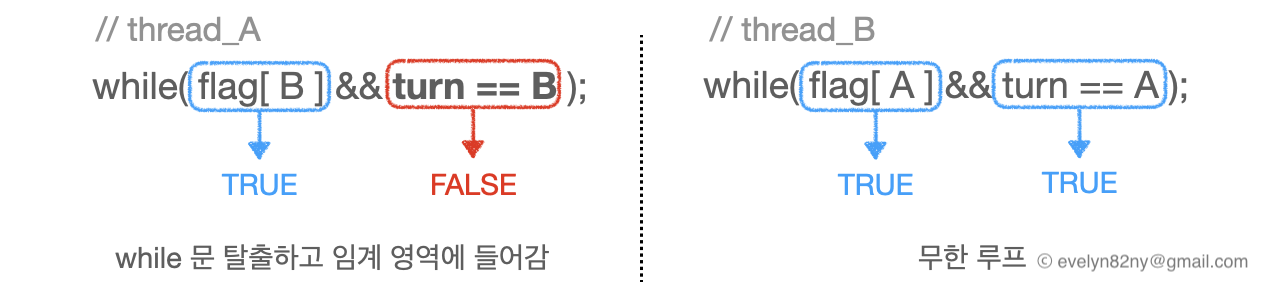 // thread_A
while( flag[ B ] && turn == B );
TRUE
FALSE
while 문 탈출하고 임계 영역에 들어감
// thread_B
while( flag[ A ] && turn == A );
TRUE
TRUE
무한 루프
© evelyn82ny@gmail.com